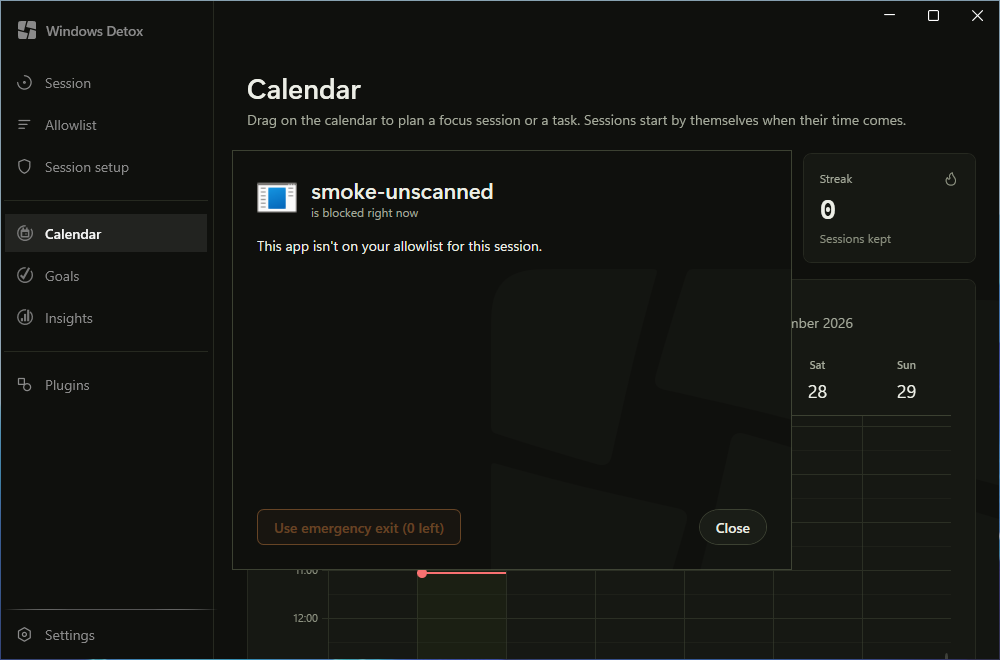 Windows Detox
Session
Allowlist
Session setup
Calendar
Goals
Insights
Plugins
Settings
Calendar
Drag on the calendar to plan a focus session or a task. Sessions start by themselves when their time comes.
smoke-unscanned
is blocked right now
This app isn't on your allowlist for this session.
Use emergency exit (0 left)
Close
Streak
0
Sessions kept
mber 2026
Sat
Sun
28
29
11:00
12:00